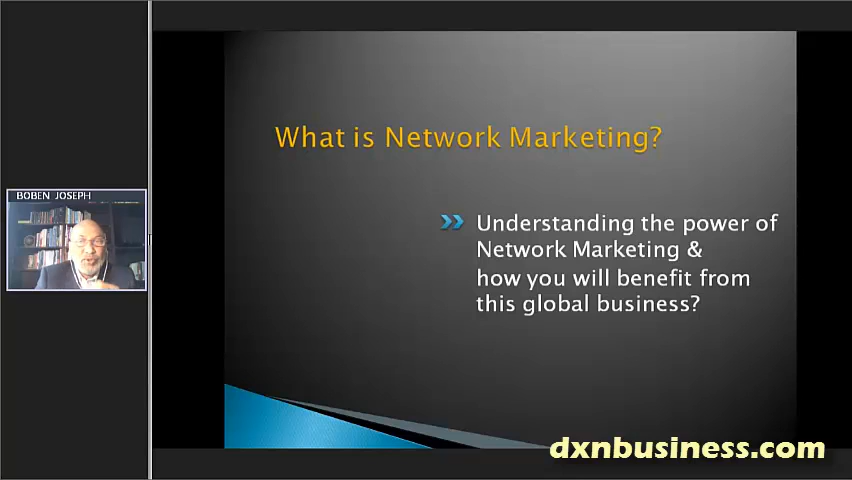 BOBEN JOSEPH
What is Network Marketing?
Understanding the power of
Network Marketing &
how you will benefit from
this global business?
dxnbusiness.com